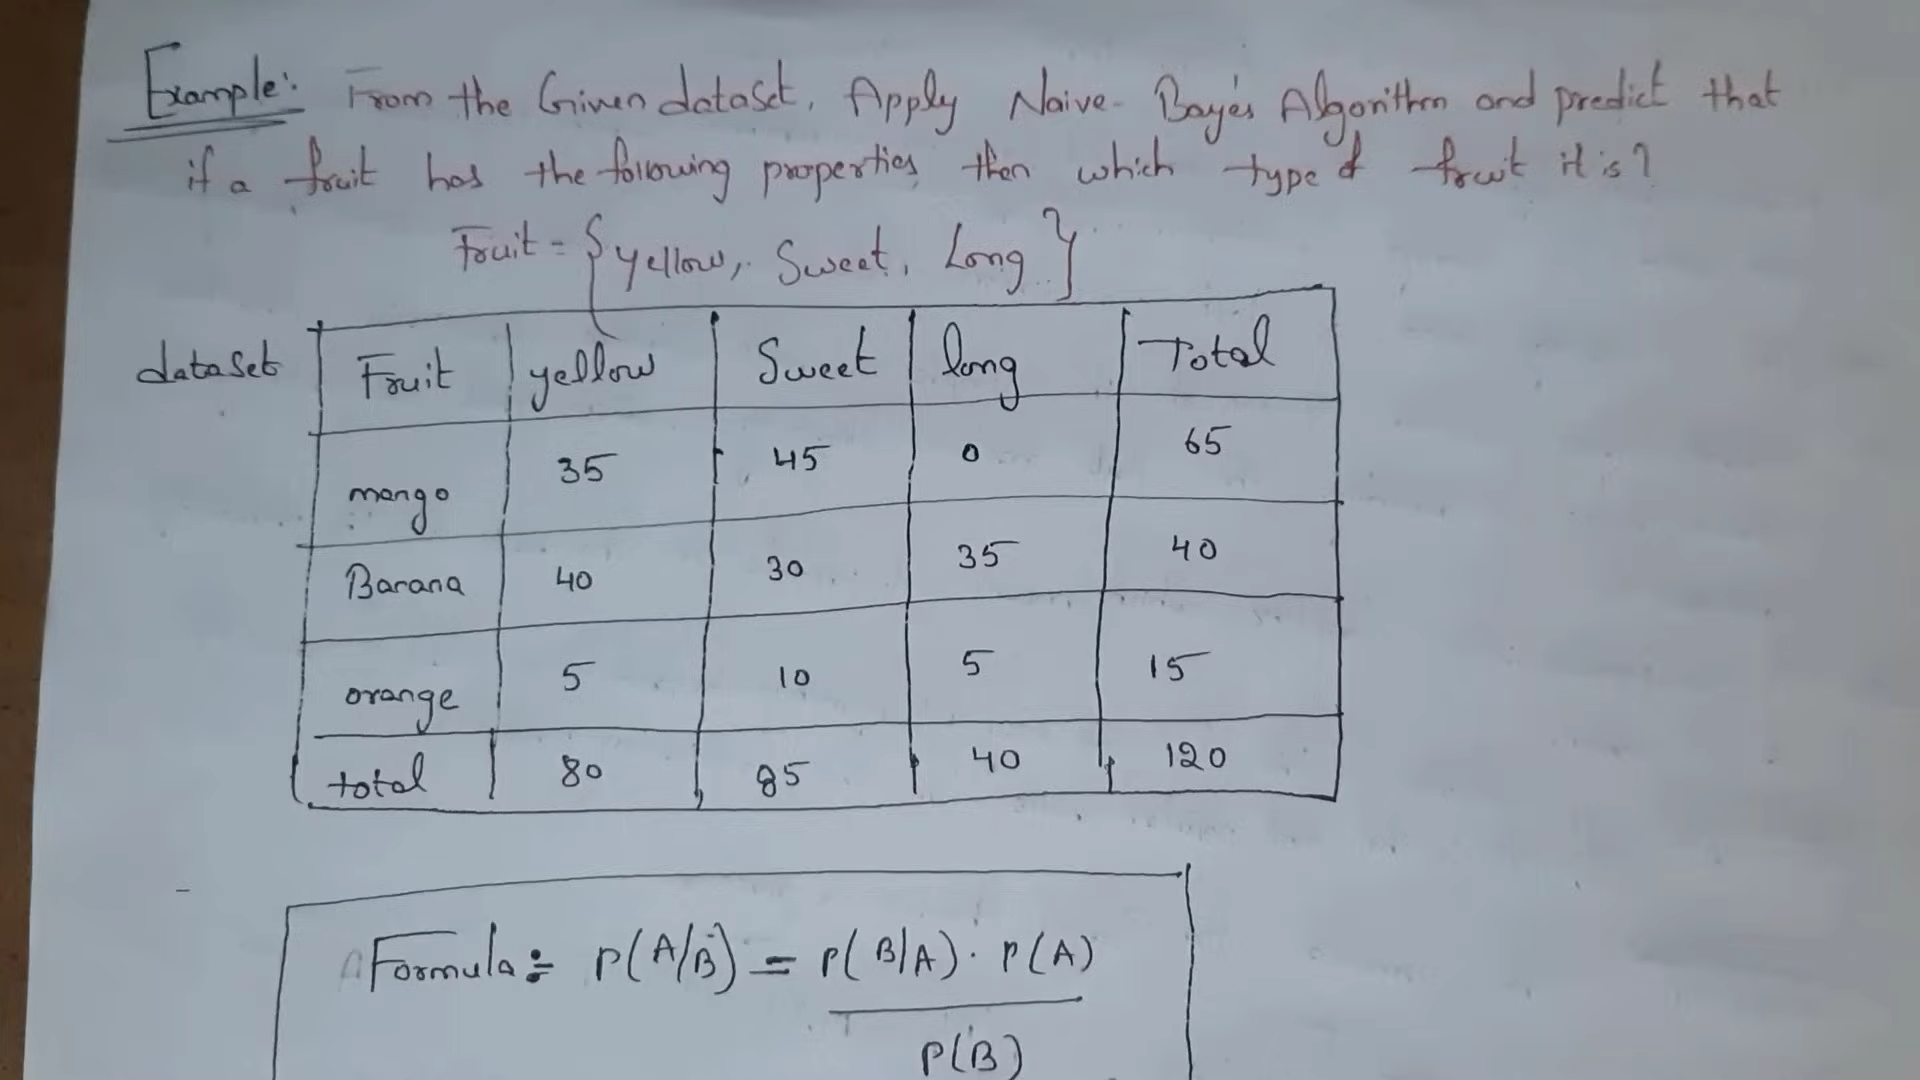 Example: From the Given dataset, Apply Naive Baye's Algorithm and predict that
if a fruit has the following properties then which type of fruit it is?
Fruit = {yellow, Sweet, Long}
dataset
Fruit yellow Sweet long Total
mango 35 45 0 65
Banana 40 30 35 40
orange 5 10 5 15
total 80 85 40 120
Formula: P(A/B) = P(B/A) . P(A)
P(B)